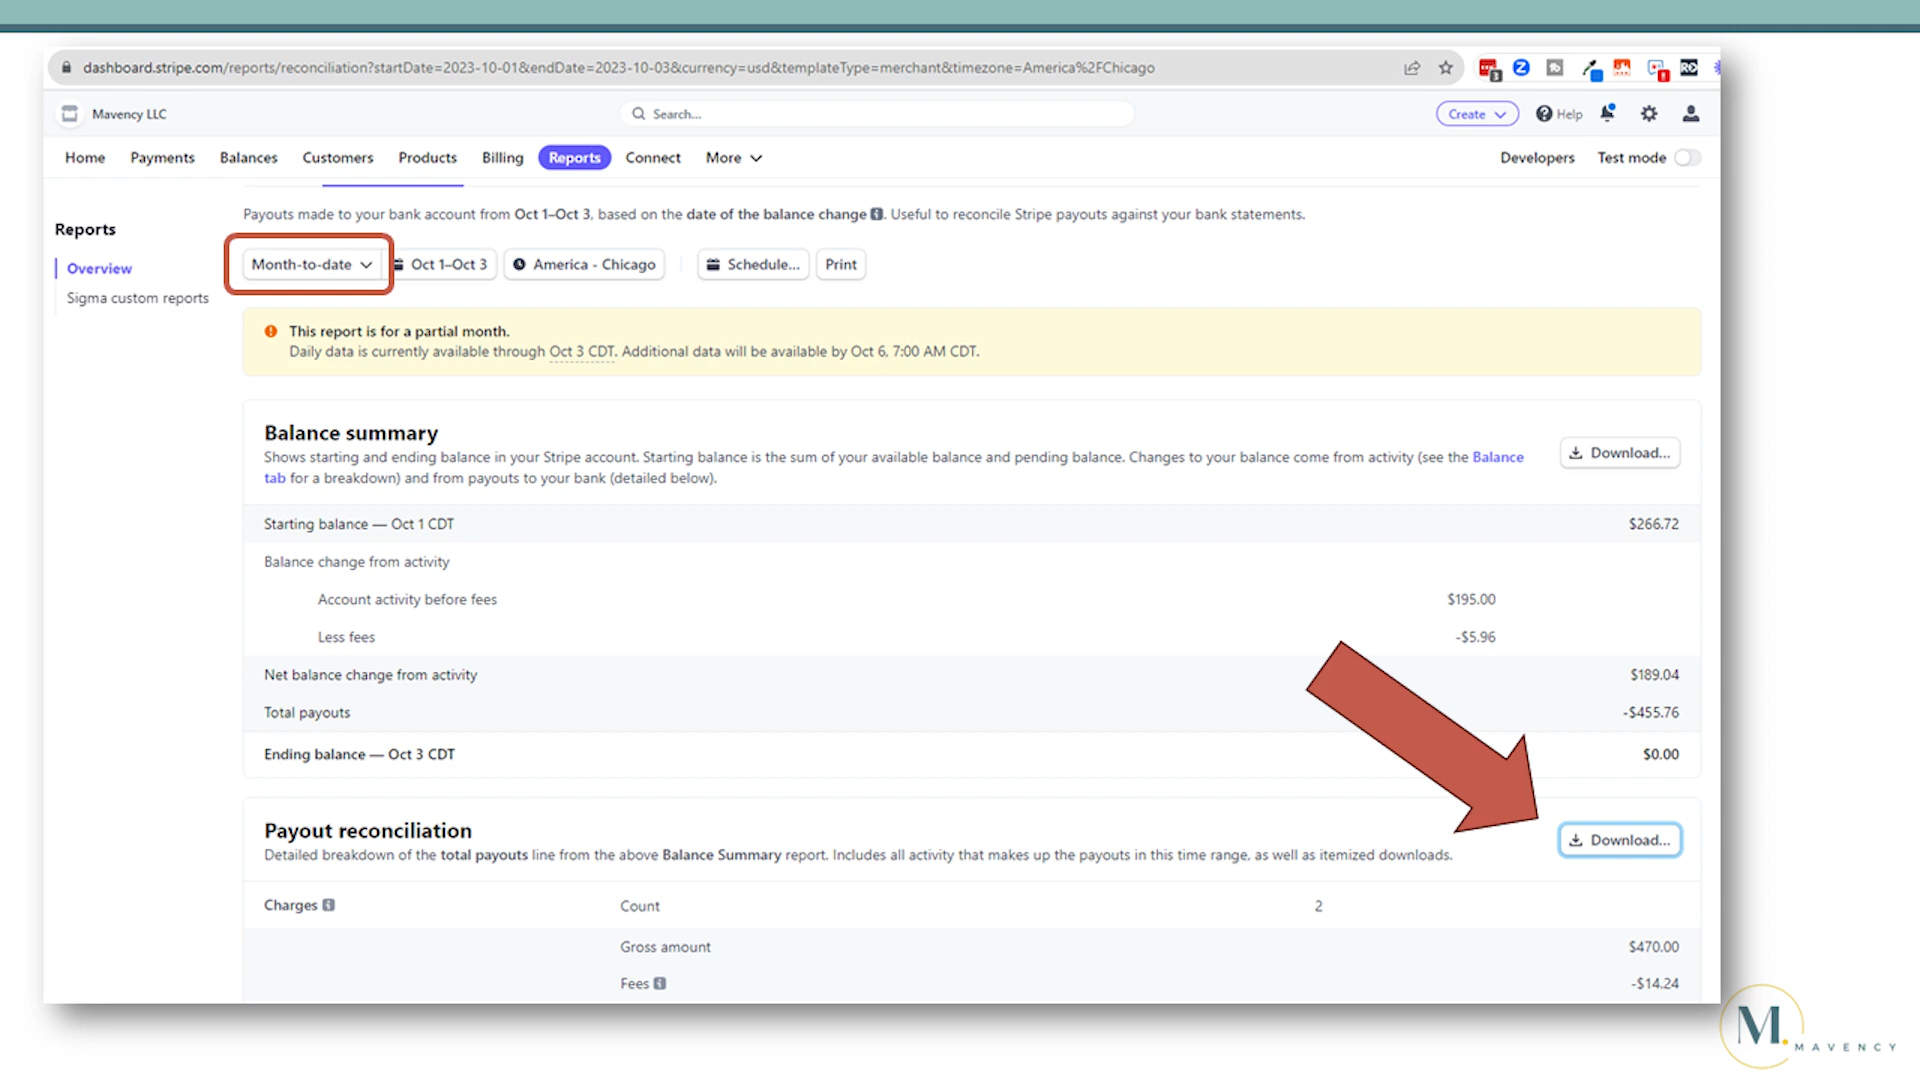 dashboard.stripe.com/reports/reconciliation?startDate=2023-10-01&endDate=2023-10-03&currency=usd&templateType=merchant&timezone=America%2FChicago
Mavency LLC
Search...
Create
Help
Home Payments Balances Customers Products Billing Reports Connect More
Developers Test mode
Payouts made to your bank account from Oct 1–Oct 3, based on the date of the balance change. Useful to reconcile Stripe payouts against your bank statements.
Reports
Overview
Sigma custom reports
Month-to-date Oct 1–Oct 3 America - Chicago Schedule... Print
This report is for a partial month.
Daily data is currently available through Oct 3 CDT. Additional data will be available by Oct 6, 7:00 AM CDT.
Balance summary
Shows starting and ending balance in your Stripe account. Starting balance is the sum of your available balance and pending balance. Changes to your balance come from activity (see the Balance
tab for a breakdown) and from payouts to your bank (detailed below).
Download...
Starting balance — Oct 1 CDT $266.72
Balance change from activity
Account activity before fees $195.00
Less fees -$5.96
Net balance change from activity $189.04
Total payouts -$455.76
Ending balance — Oct 3 CDT $0.00
Payout reconciliation
Detailed breakdown of the total payouts line from the above Balance Summary report. Includes all activity that makes up the payouts in this time range, as well as itemized downloads.
Download...
Charges Count 2
Gross amount $470.00
Fees -$14.24
M.
MAVENCY